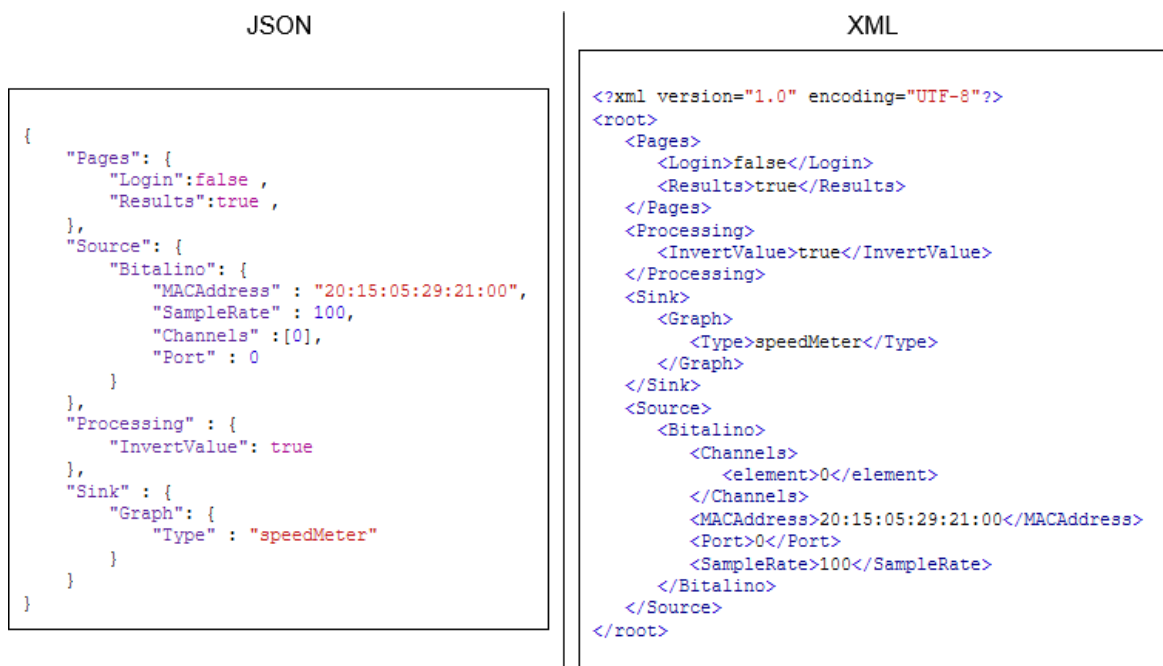 JSON
{
    "Pages": {
        "Login":false ,
        "Results":true ,
    },
    "Source": {
        "Bitalino": {
            "MACAddress" : "20:15:05:29:21:00",
            "SampleRate" : 100,
            "Channels" :[0],
            "Port" : 0
        }
    },
    "Processing" : {
        "InvertValue": true
    },
    "Sink" : {
        "Graph": {
            "Type" : "speedMeter"
        }
    }
}
XML
<?xml version="1.0" encoding="UTF-8"?>
<root>
   <Pages>
      <Login>false</Login>
      <Results>true</Results>
   </Pages>
   <Processing>
      <InvertValue>true</InvertValue>
   </Processing>
   <Sink>
      <Graph>
         <Type>speedMeter</Type>
      </Graph>
   </Sink>
   <Source>
      <Bitalino>
         <Channels>
            <element>0</element>
         </Channels>
         <MACAddress>20:15:05:29:21:00</MACAddress>
         <Port>0</Port>
         <SampleRate>100</SampleRate>
      </Bitalino>
   </Source>
</root>